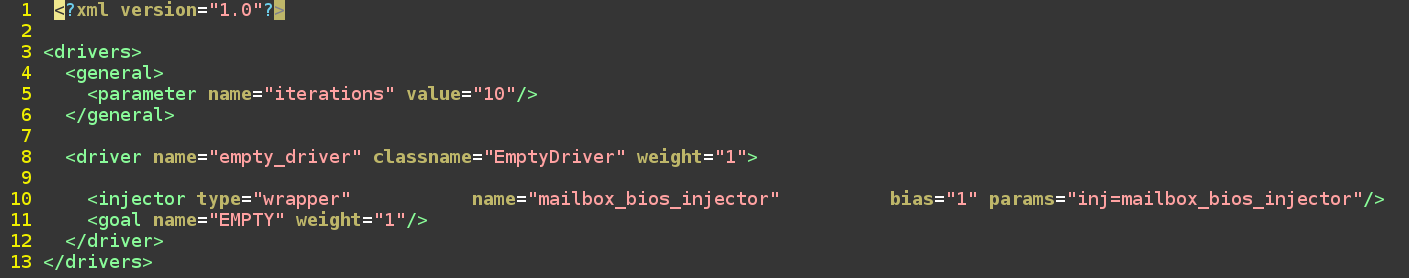 1  <?xml version="1.0"?>
2
3 <drivers>
4   <general>
5     <parameter name="iterations" value="10"/>
6   </general>
7
8   <driver name="empty_driver" classname="EmptyDriver" weight="1">
9
10     <injector type="wrapper"           name="mailbox_bios_injector"          bias="1" params="inj=mailbox_bios_injector"/>
11     <goal name="EMPTY" weight="1"/>
12   </driver>
13 </drivers>